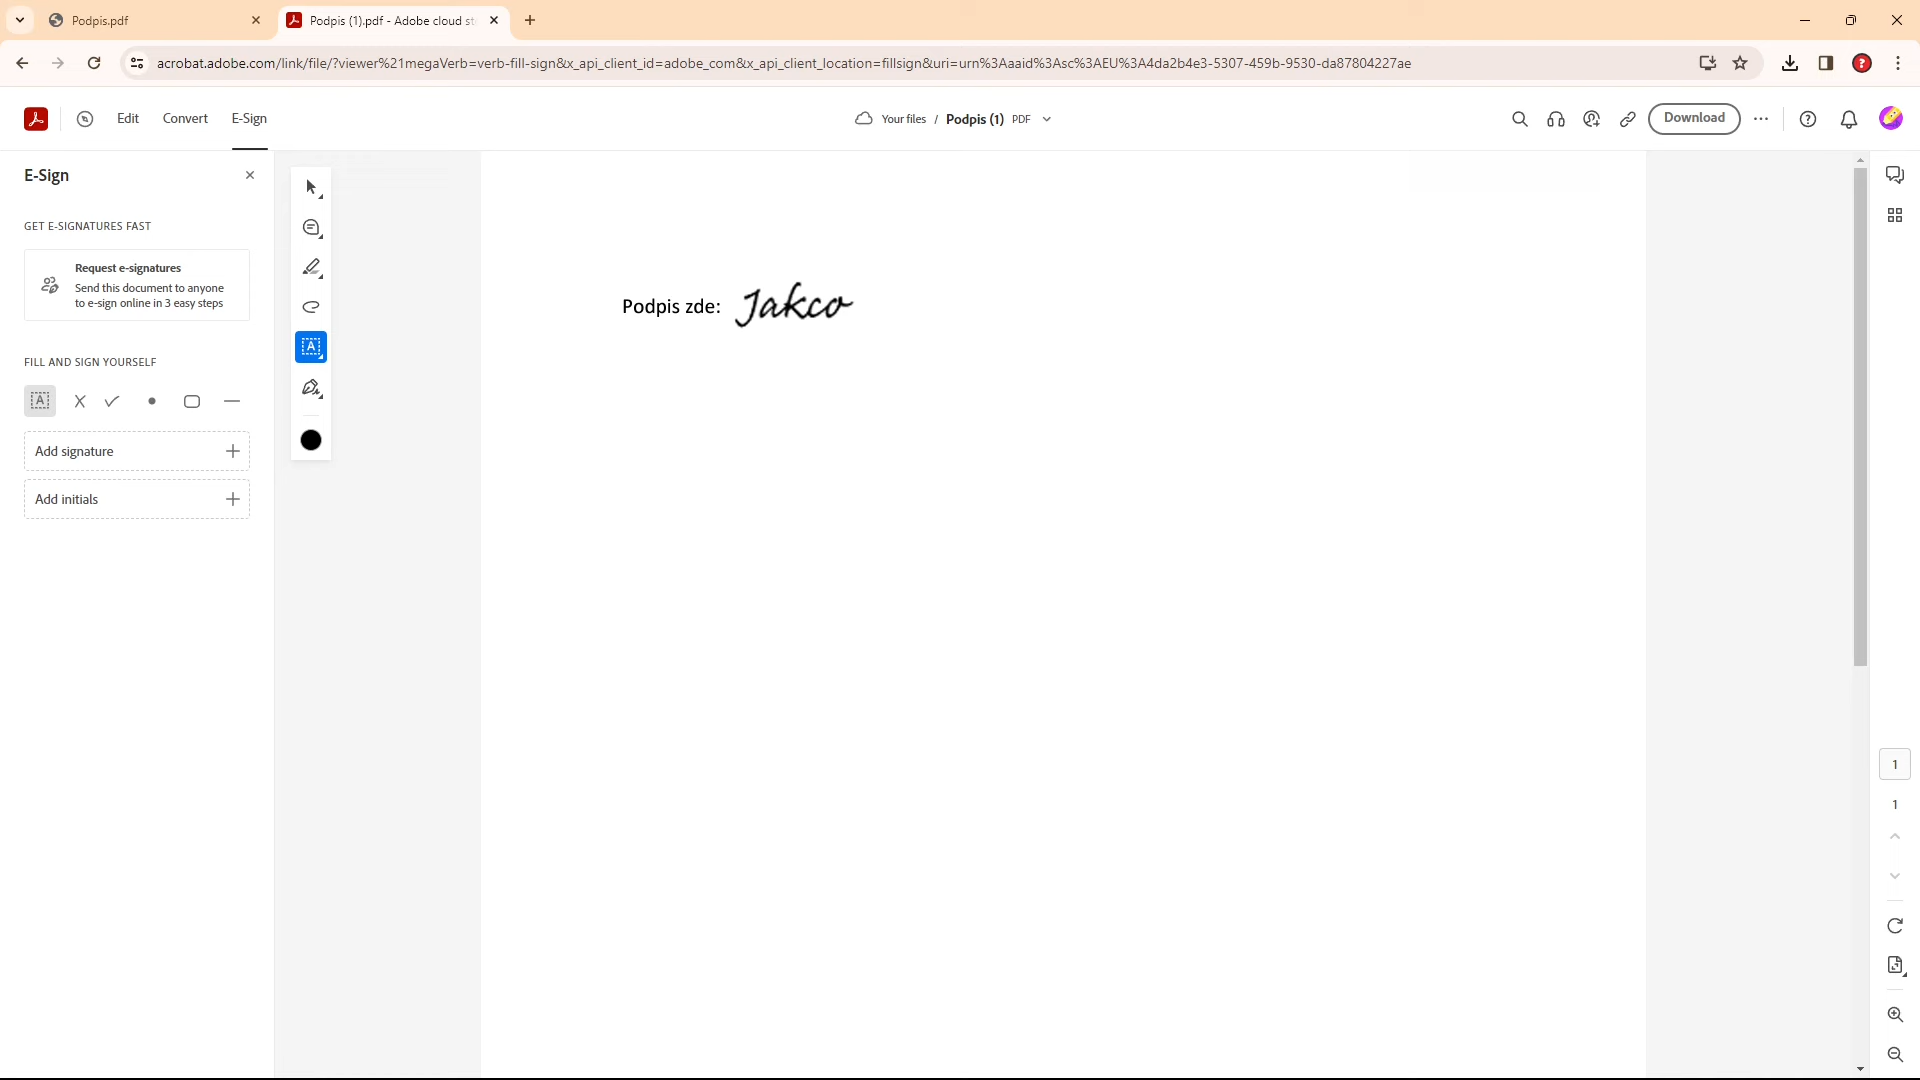 Podpis.pdf
Podpis (1).pdf - Adobe cloud st
acrobat.adobe.com/link/file/?viewer%21megaVerb=verb-fill-sign&x_api_client_id=adobe_com&x_api_client_location=fillsign&uri=urn%3Aaaid%3Asc%3AEU%3A4da2b4e3-5307-459b-9530-da87804227ae
Edit Convert E-Sign
Your files / Podpis (1) PDF
Download
E-Sign
GET E-SIGNATURES FAST
Request e-signatures
Send this document to anyone
to e-sign online in 3 easy steps
FILL AND SIGN YOURSELF
A
Add signature
Add initials
A
Podpis zde: Jakco
1
1